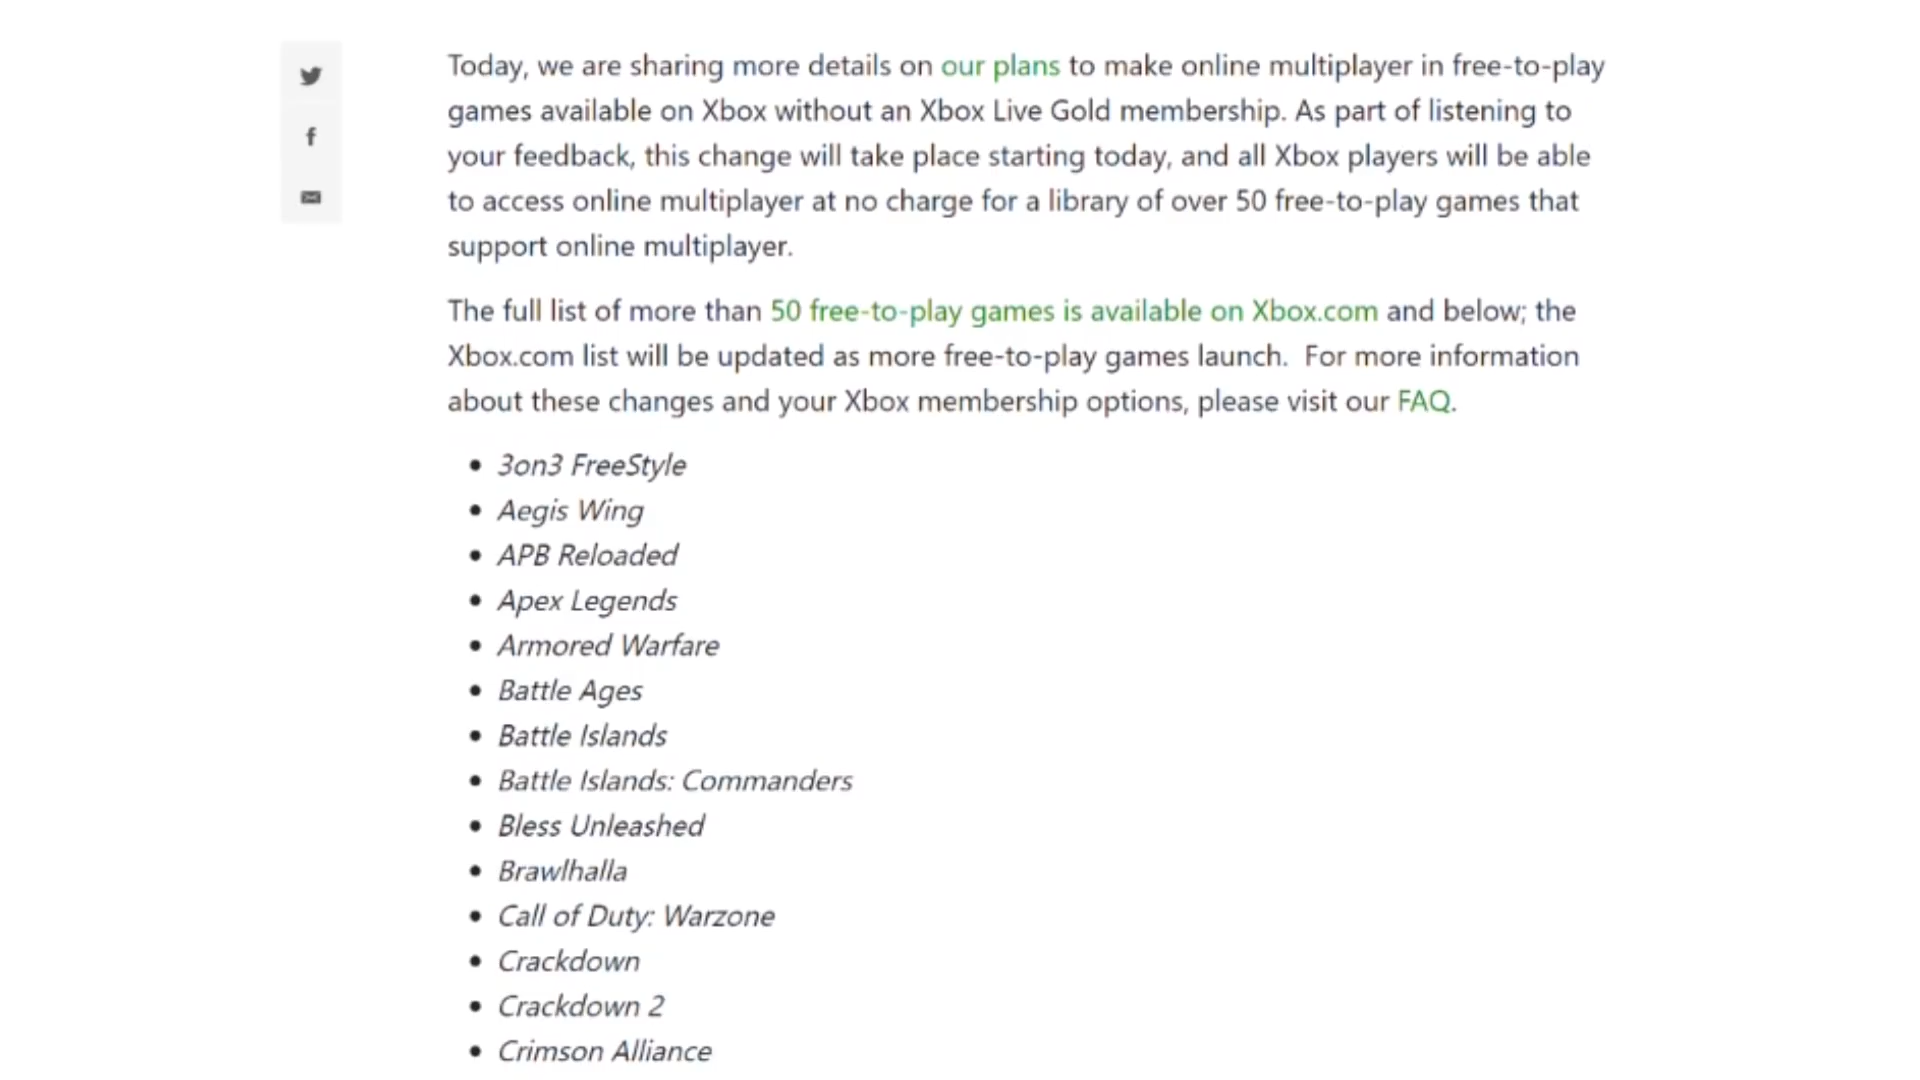 Today, we are sharing more details on our plans to make online multiplayer in free-to-play
games available on Xbox without an Xbox Live Gold membership. As part of listening to
your feedback, this change will take place starting today, and all Xbox players will be able
to access online multiplayer at no charge for a library of over 50 free-to-play games that
support online multiplayer.
The full list of more than 50 free-to-play games is available on Xbox.com and below; the
Xbox.com list will be updated as more free-to-play games launch.  For more information
about these changes and your Xbox membership options, please visit our FAQ.
• 3on3 FreeStyle
• Aegis Wing
• APB Reloaded
• Apex Legends
• Armored Warfare
• Battle Ages
• Battle Islands
• Battle Islands: Commanders
• Bless Unleashed
• Brawlhalla
• Call of Duty: Warzone
• Crackdown
• Crackdown 2
• Crimson Alliance